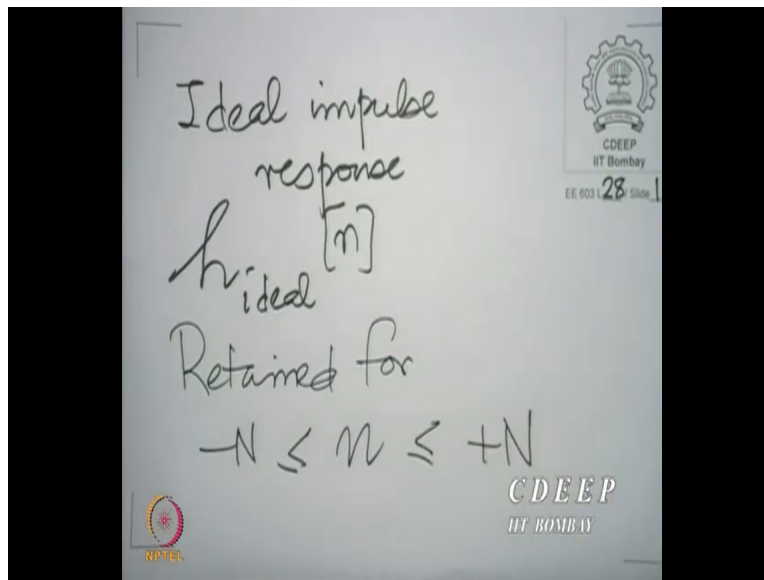 Ideal impulse
response
h ideal [n]
Retained for
-N ≤ n ≤ +N
CDEEP
IIT Bombay
EE 603 L 28 / Slide 1
CDEEP
IIT BOMBAY
NPTEL